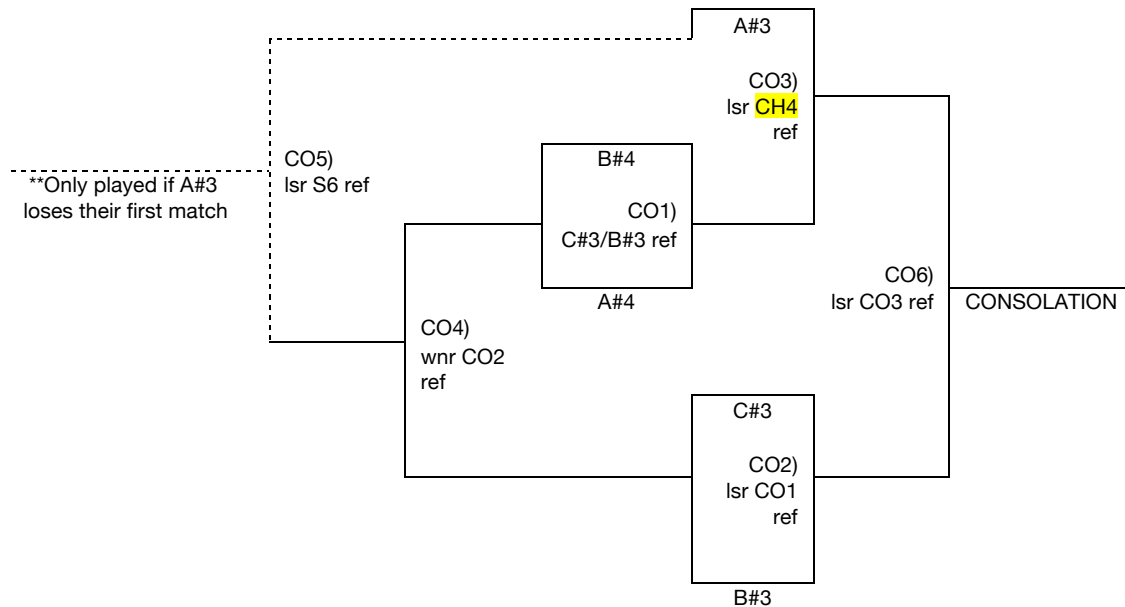 A#3
CO3)
lsr CH4
ref
CO5)
lsr S6 ref
**Only played if A#3
loses their first match
B#4
CO1)
C#3/B#3 ref
A#4
CO6)
lsr CO3 ref
CONSOLATION
CO4)
wnr CO2
ref
C#3
CO2)
lsr CO1
ref
B#3